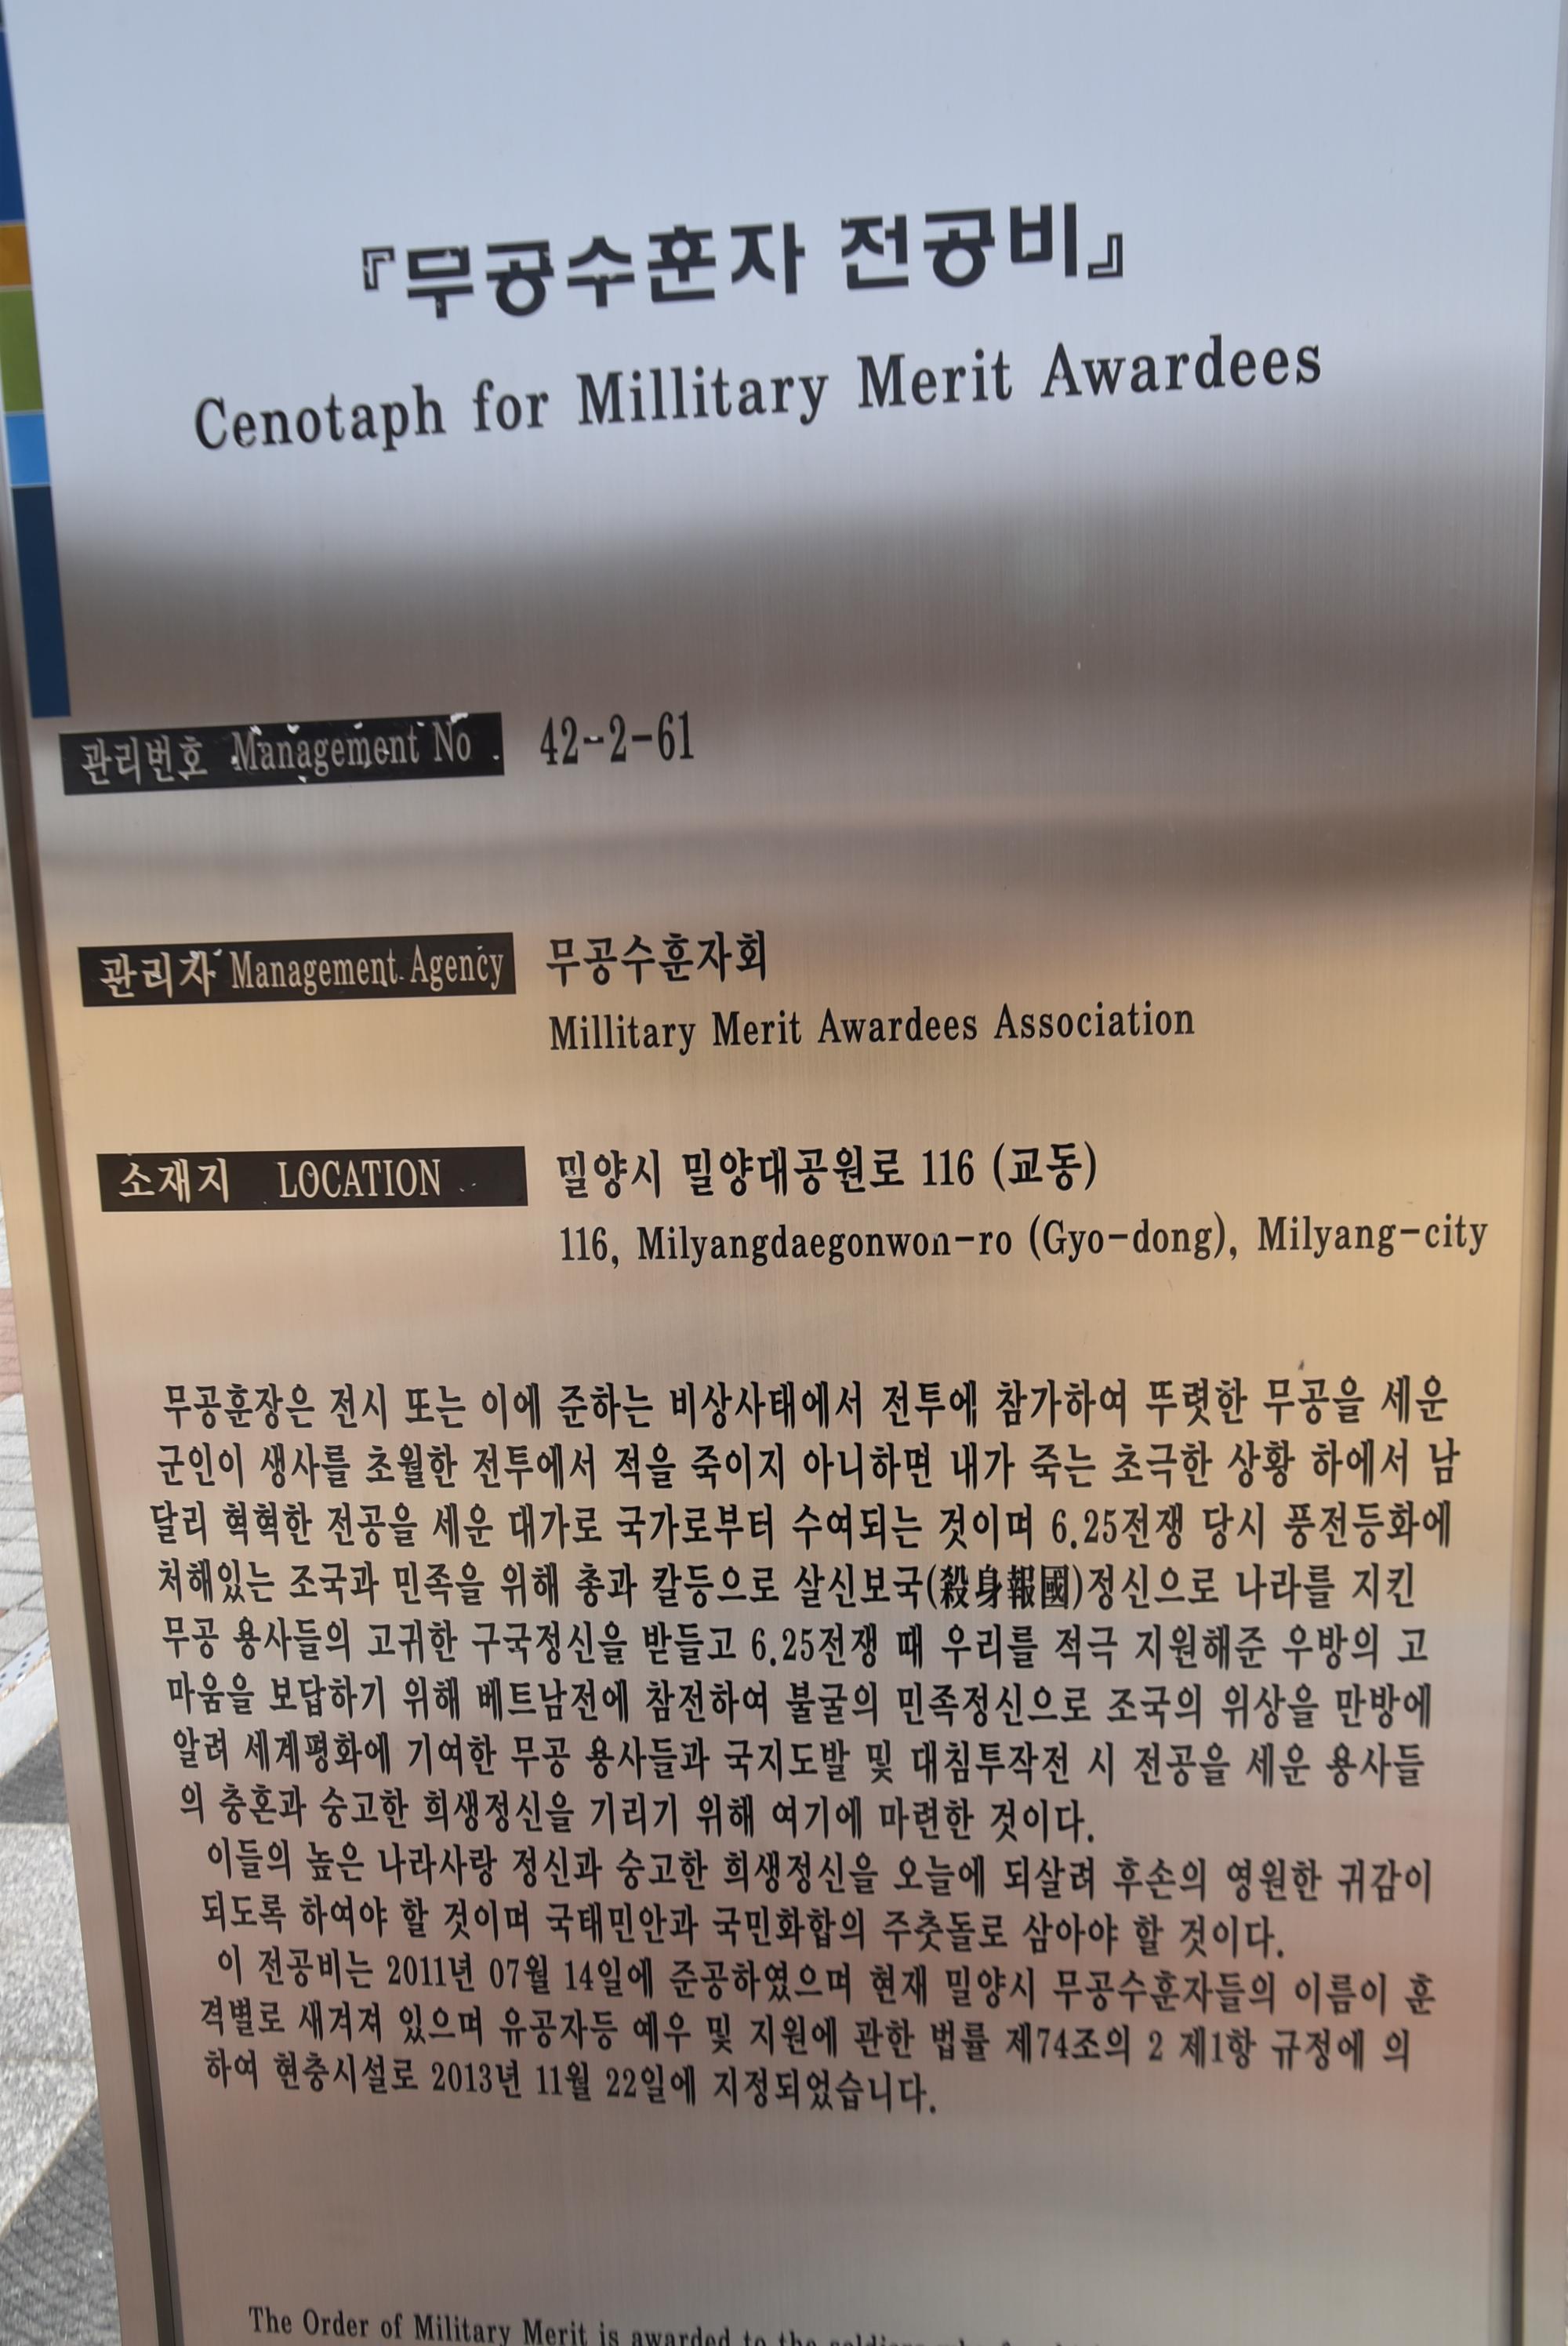 『무공수훈자 전공비』
Cenotaph for Millitary Merit Awardees
관리번호 Management No. 42-2-61
관리자 Management Agency 무공수훈자회
Millitary Merit Awardees Association
소재지 LOCATION 밀양시 밀양대공원로 116 (교동)
116, Milyangdaegonwon-ro (Gyo-dong), Milyang-city
무공훈장은 전시 또는 이에 준하는 비상사태에서 전투에 참가하여 뚜렷한 무공을 세운
군인이 생사를 초월한 전투에서 적을 죽이지 아니하면 내가 죽는 초극한 상황 하에서 남
달리 혁혁한 전공을 세운 대가로 국가로부터 수여되는 것이며 6.25전쟁 당시 풍전등화에
처해있는 조국과 민족을 위해 총과 칼등으로 살신보국(殺身報國)정신으로 나라를 지킨
무공 용사들의 고귀한 구국정신을 받들고 6.25전쟁 때 우리를 적극 지원해준 우방의 고
마움을 보답하기 위해 베트남전에 참전하여 불굴의 민족정신으로 조국의 위상을 만방에
알려 세계평화에 기여한 무공 용사들과 국지도발 및 대침투작전 시 전공을 세운 용사들
의 충혼과 숭고한 희생정신을 기리기 위해 여기에 마련한 것이다.
이들의 높은 나라사랑 정신과 숭고한 희생정신을 오늘에 되살려 후손의 영원한 귀감이
되도록 하여야 할 것이며 국태민안과 국민화합의 주춧돌로 삼아야 할 것이다.
이 전공비는 2011년 07월 14일에 준공하였으며 현재 밀양시 무공수훈자들의 이름이 훈
격별로 새겨져 있으며 유공자등 예우 및 지원에 관한 법률 제74조의 2 제1항 규정에 의
하여 현충시설로 2013년 11월 22일에 지정되었습니다.
The Order of Military Merit is awarded to the